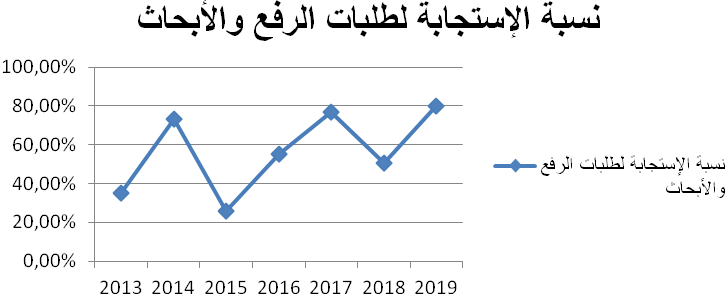 نسبة الإستجابة لطلبات الرفع والأبحاث
100,00%
80,00%
60,00%
40,00%
20,00%
0,00%
2013 2014 2015 2016 2017 2018 2019
نسبة الإستجابة لطلبات الرفع
والأبحاث